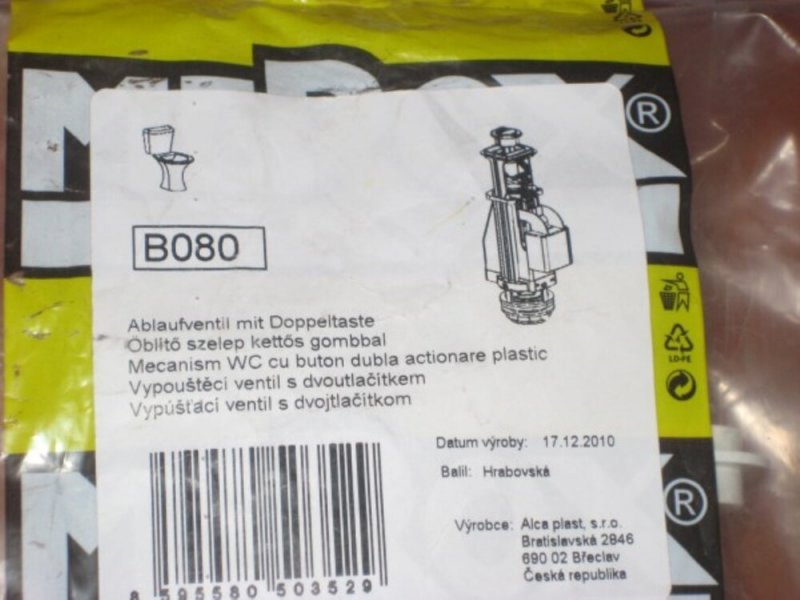 ®
B080
Ablaufventil mit Doppeltaste
Öblítő szelep kettős gombbal
Mecanism WC cu buton dubla actionare plastic
Vypouštěcí ventil s dvoutlačítkem
Vypúšťací ventil s dvojtlačítkom
Datum výroby: 17.12.2010
Balil: Hrabovská
Výrobce: Alca plast, s.r.o.
Bratislavská 2846
690 02 Břeclav
Česká republika
8 595580 503529
LD-PE
®